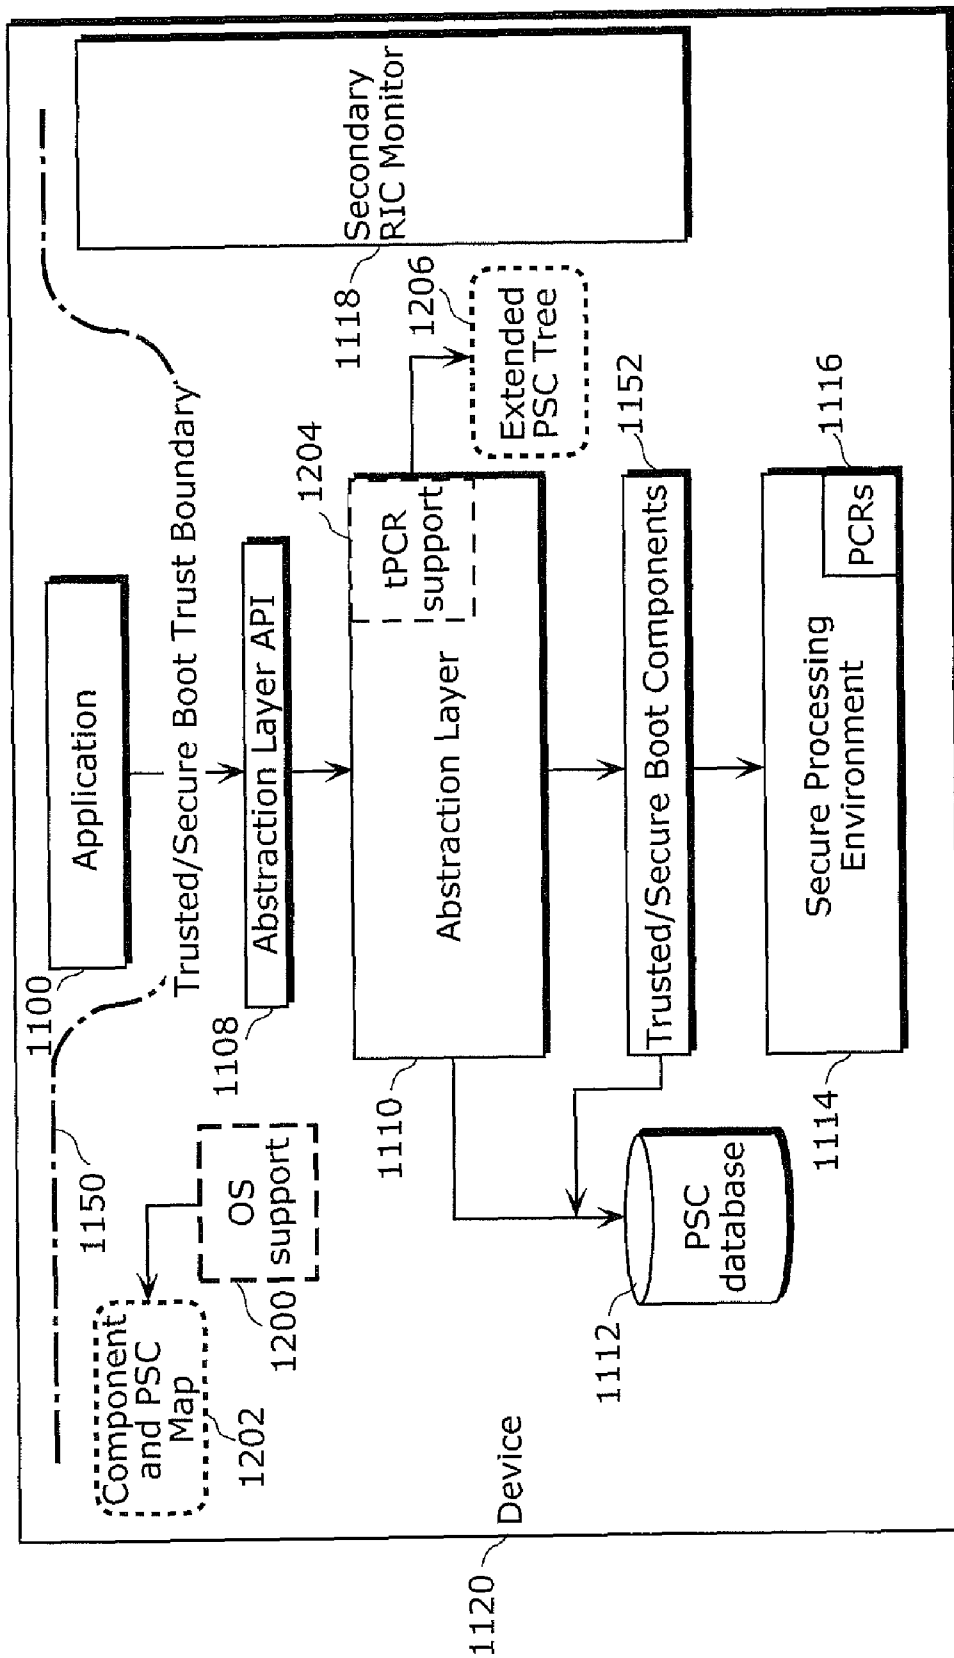 Application
1100
Trusted/Secure Boot Trust Boundary
1150
Component
and PSC
Map
1202
OS
support
1200
Abstraction Layer API
1108
Abstraction Layer
1110
tPCR
support
1204
Extended
PSC Tree
1206
Secondary
RIC Monitor
1118
Trusted/Secure Boot Components
1152
PSC
database
1112
Secure Processing
Environment
1114
PCRs
1116
Device
1120